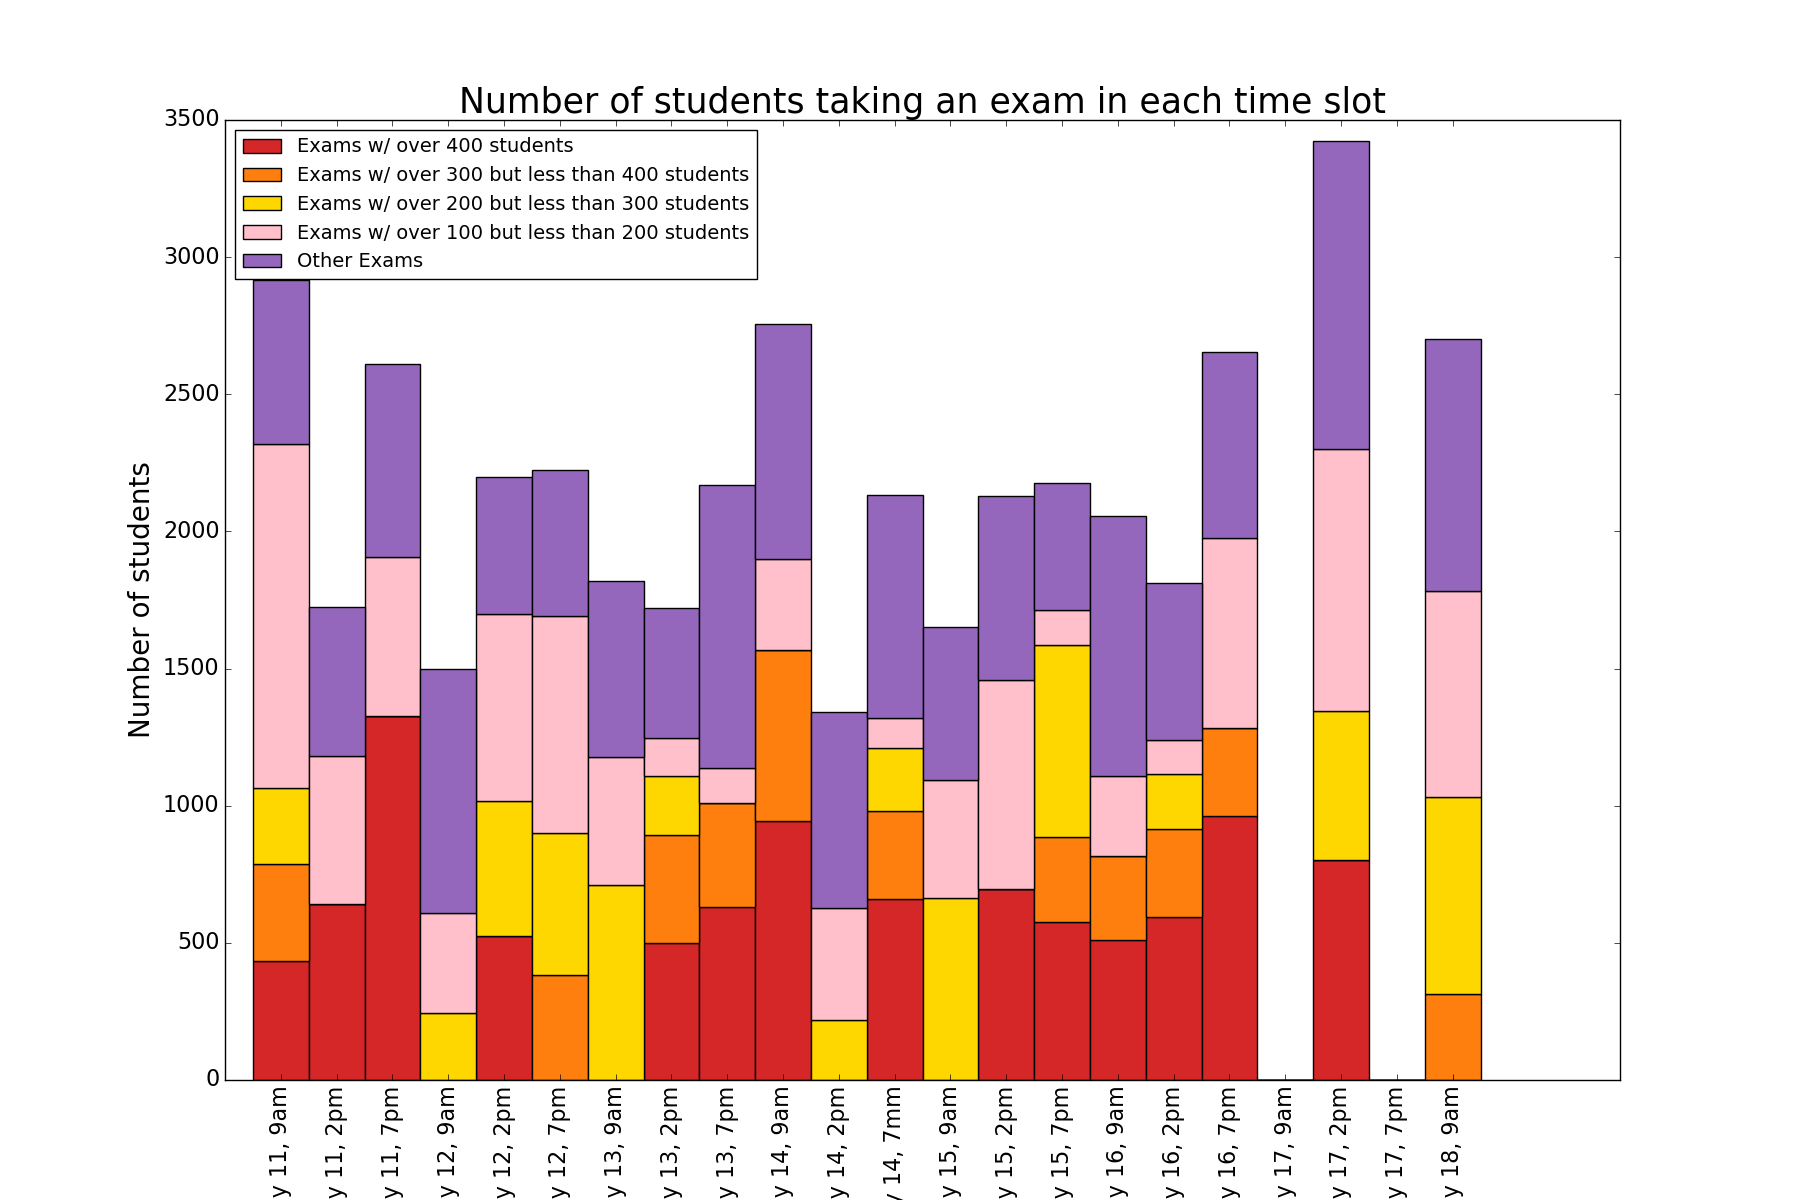 Number of students taking an exam in each time slot
Exams w/ over 400 students
Exams w/ over 300 but less than 400 students
Exams w/ over 200 but less than 300 students
Exams w/ over 100 but less than 200 students
Other Exams
Number of students
3500
3000
2500
2000
1500
1000
500
0
y 11, 9am
y 11, 2pm
y 11, 7pm
y 12, 9am
y 12, 2pm
y 12, 7pm
y 13, 9am
y 13, 2pm
y 13, 7pm
y 14, 9am
y 14, 2pm
y 14, 7mm
y 15, 9am
y 15, 2pm
y 15, 7pm
y 16, 9am
y 16, 2pm
y 16, 7pm
y 17, 9am
y 17, 2pm
y 17, 7pm
y 18, 9am